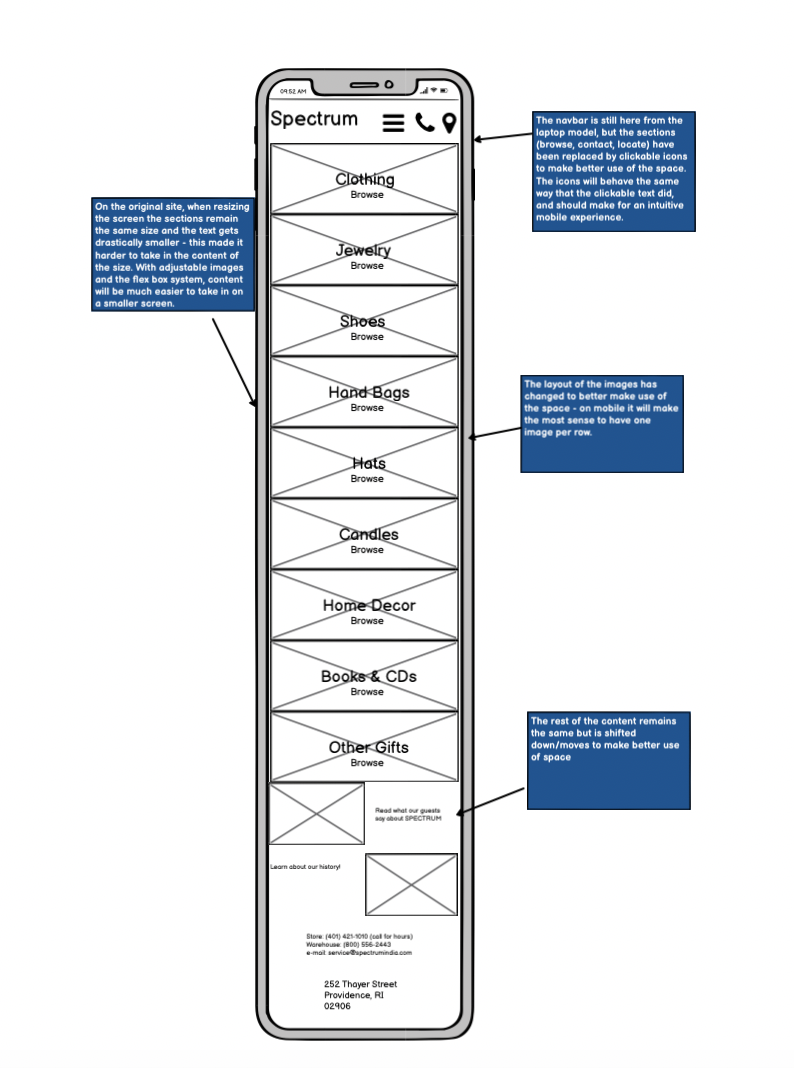 09:52 AM
Spectrum
The navbar is still here from the
laptop model, but the sections
(browse, contact, locate) have
been replaced by clickable icons
to make better use of the space.
The icons will behave the same
way that the clickable text did,
and should make for an intuitive
mobile experience.
Clothing
Browse
On the original site, when resizing
the screen the sections remain
the same size and the text gets
drastically smaller - this made it
harder to take in the content of
the size. With adjustable images
and the flex box system, content
will be much easier to take in on
a smaller screen.
Jewelry
Browse
Shoes
Browse
Hand Bags
Browse
The layout of the images has
changed to better make use of
the space - on mobile it will make
the most sense to have one
image per row.
Hats
Browse
Candles
Browse
Home Decor
Browse
Books & CDs
Browse
Other Gifts
Browse
The rest of the content remains
the same but is shifted
down/moves to make better use
of space
Read what our guests
say about SPECTRUM
Learn about our history!
Store: (401) 421-1010 (call for hours)
Warehouse: (800) 556-2443
e-mail: service@spectrumindia.com
252 Thayer Street
Providence, RI
02906